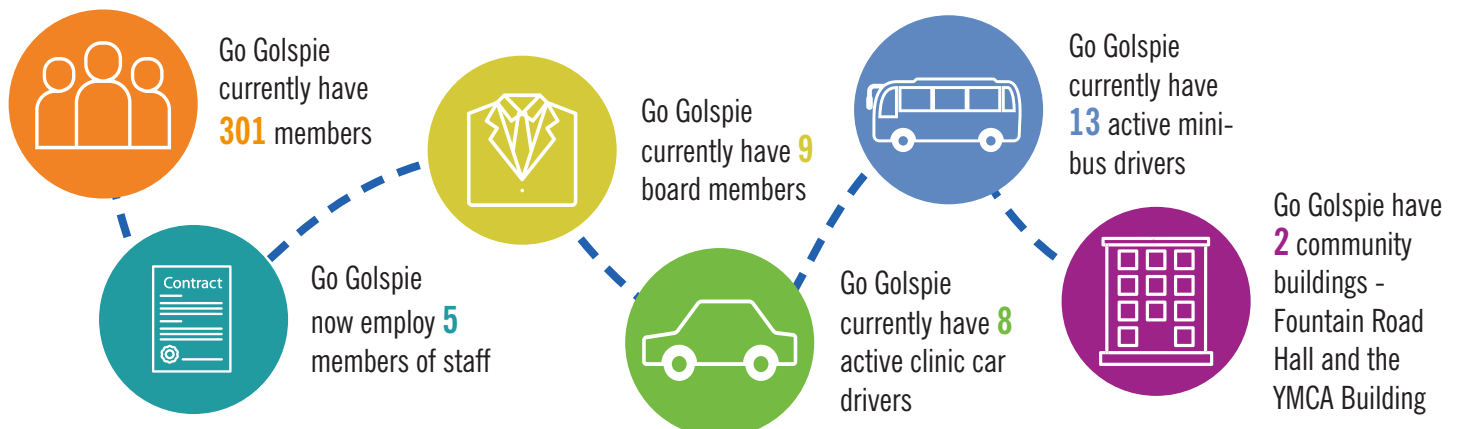 Go Golspie
currently have
301 members
Contract
Go Golspie
now employ 5
members of staff
Go Golspie
currently have 9
board members
Go Golspie
currently have 8
active clinic car
drivers
Go Golspie
currently have
13 active mini-
bus drivers
Go Golspie have
2 community
buildings -
Fountain Road
Hall and the
YMCA Building